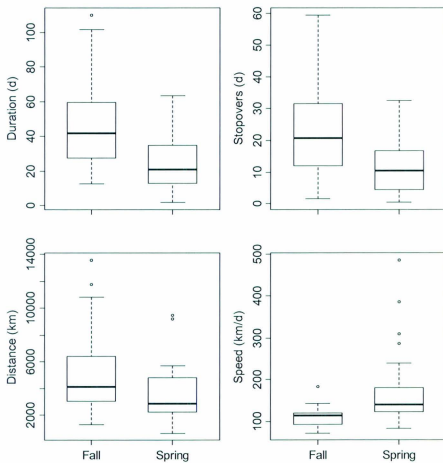 Duration (d)
0 20 40 60 80 100
Stopovers (d)
0 10 20 30 40 50 60
Distance (km)
2000 6000 10000 14000
Fall Spring
Speed (km/d)
100 200 300 400 500
Fall Spring